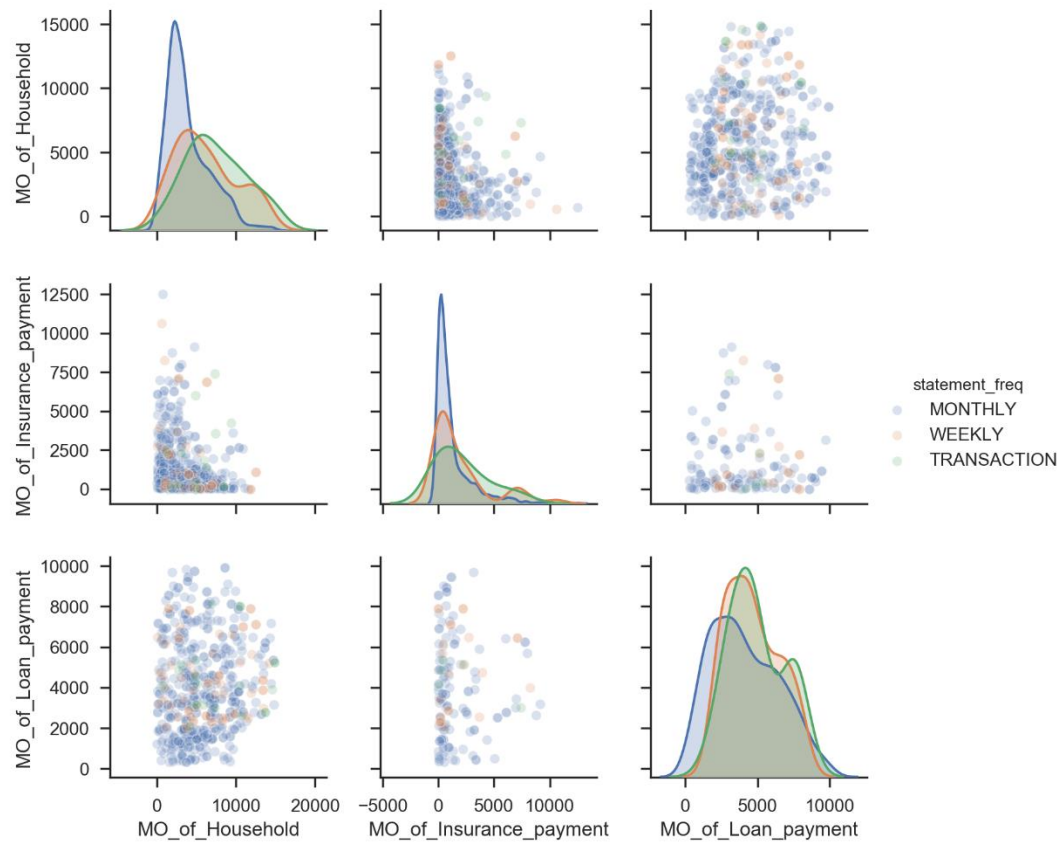 MO_of_Household
15000
10000
5000
0
MO_of_Insurance_payment
12500
10000
7500
5000
2500
0
statement_freq
MONTHLY
WEEKLY
TRANSACTION
MO_of_Loan_payment
10000
8000
6000
4000
2000
0
0 10000 20000
−5000 0 5000 10000
0 5000 10000
MO_of_Household
MO_of_Insurance_payment
MO_of_Loan_payment